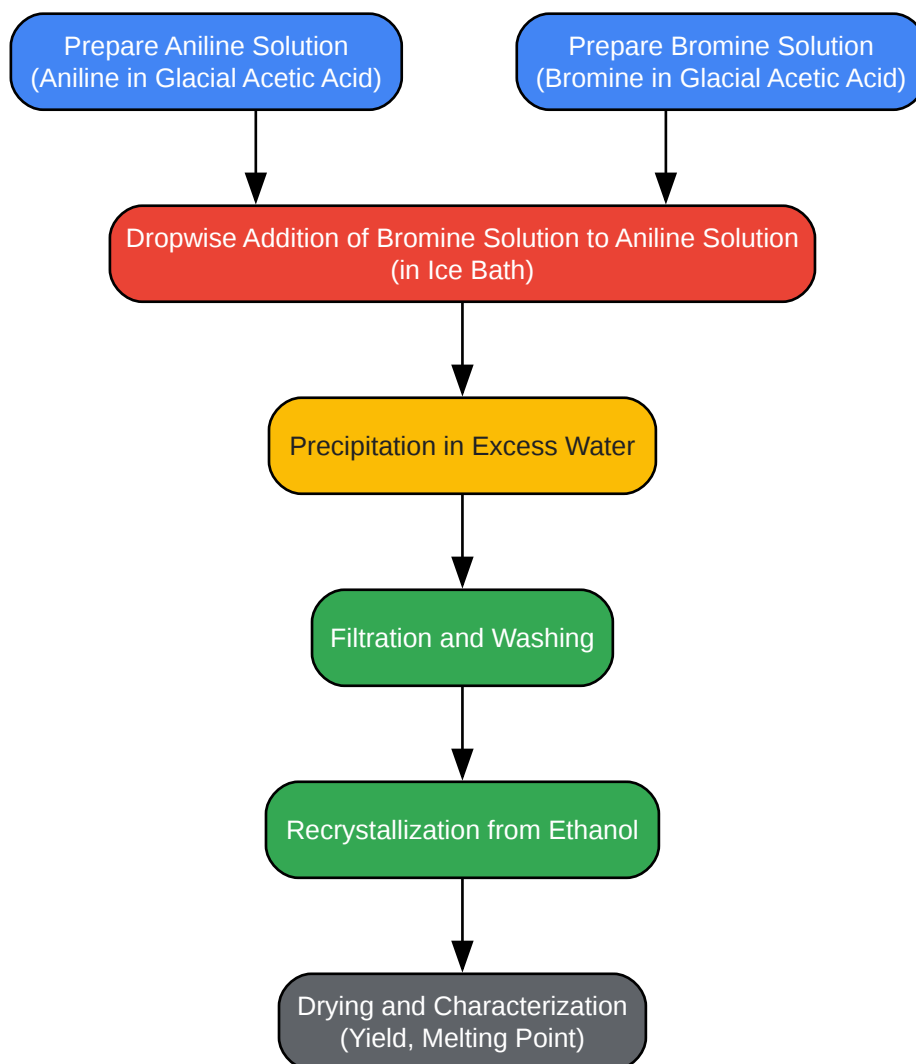 Prepare Aniline Solution
(Aniline in Glacial Acetic Acid)
Prepare Bromine Solution
(Bromine in Glacial Acetic Acid)
Dropwise Addition of Bromine Solution to Aniline Solution
(in Ice Bath)
Precipitation in Excess Water
Filtration and Washing
Recrystallization from Ethanol
Drying and Characterization
(Yield, Melting Point)